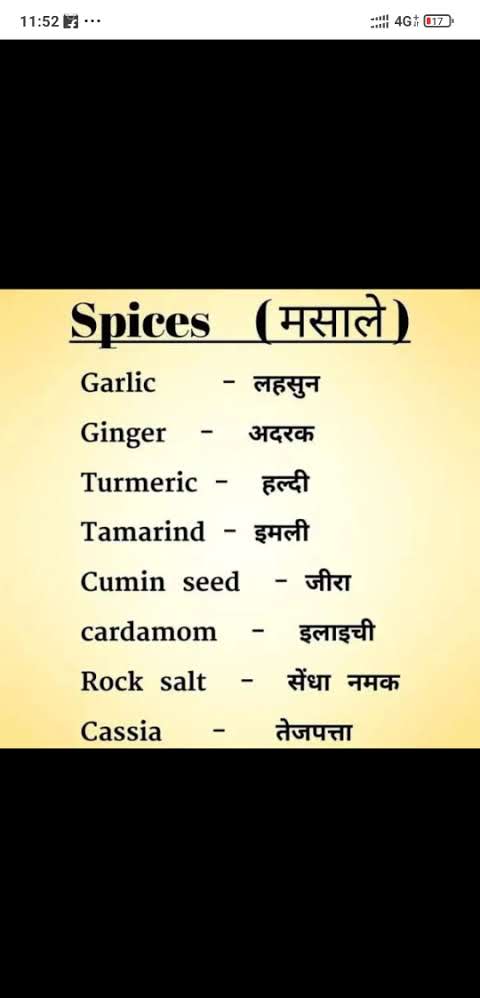 11:52 ... 4G 17
Spices (मसाले)
Garlic - लहसुन
Ginger - अदरक
Turmeric - हल्दी
Tamarind - इमली
Cumin seed - जीरा
cardamom - इलाइची
Rock salt - सेंधा नमक
Cassia - तेजपत्ता